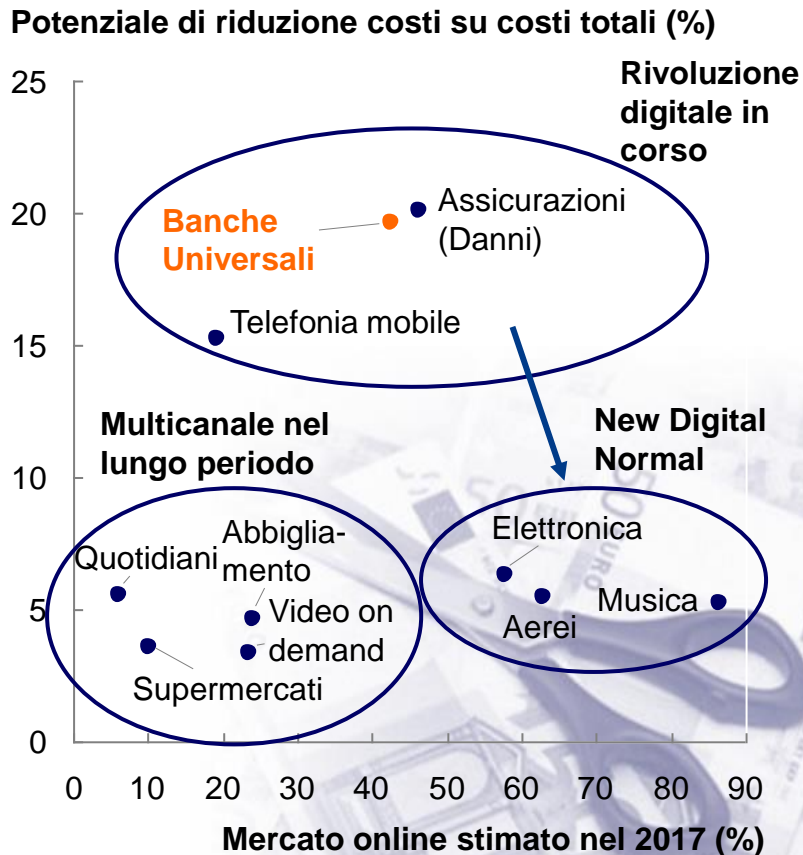 Potenziale di riduzione costi su costi totali (%)
25
Rivoluzione
digitale in
corso
20
Banche
Universali
Assicurazioni
(Danni)
Telefonia mobile
15
Multicanale nel
lungo periodo
New Digital
Normal
10
Quotidiani
Abbiglia-
mento
Video on
demand
Supermercati
Elettronica
Aerei
Musica
5
0
0 10 20 30 40 50 60 70 80 90
Mercato online stimato nel 2017 (%)
50
EURO